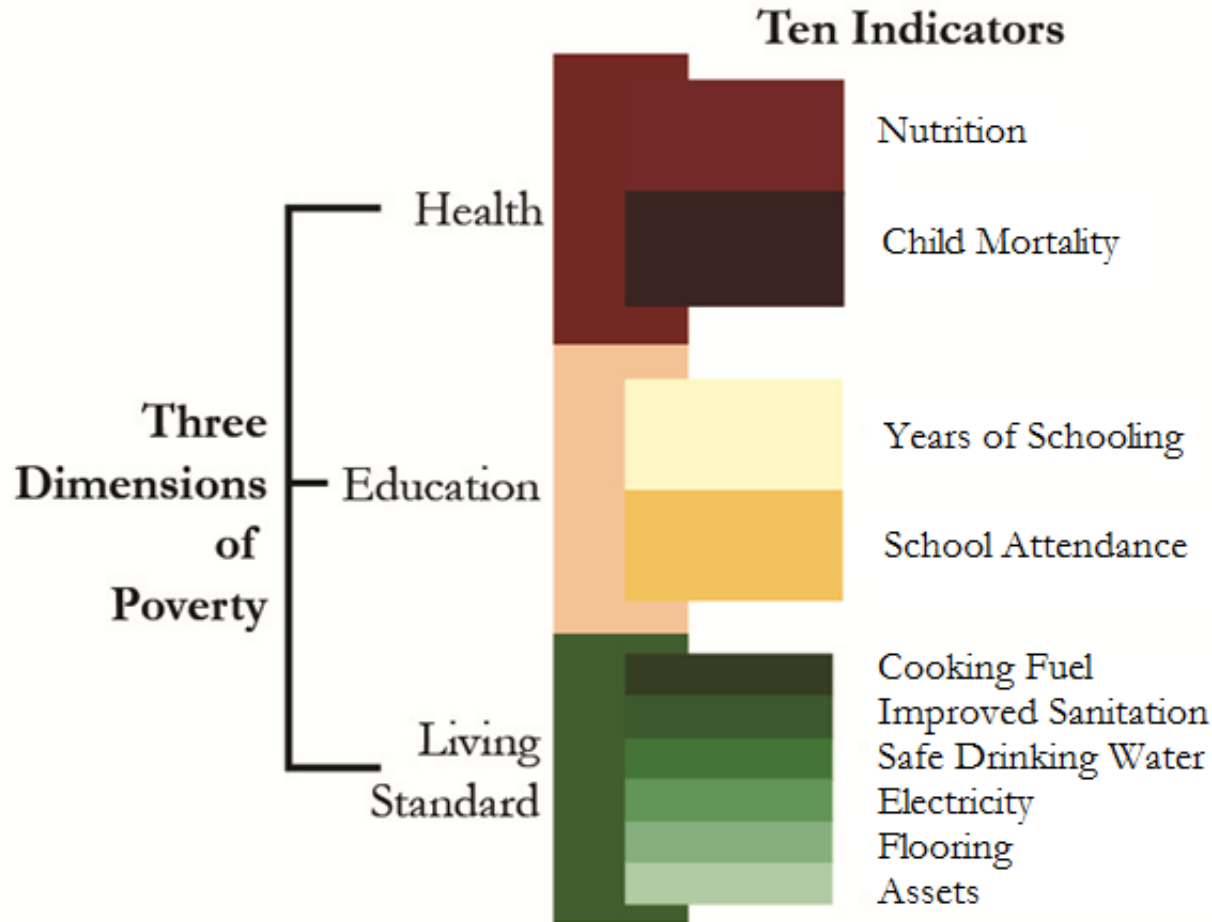 Ten Indicators
Three
Dimensions
of
Poverty
Health
Nutrition
Child Mortality
Education
Years of Schooling
School Attendance
Living
Standard
Cooking Fuel
Improved Sanitation
Safe Drinking Water
Electricity
Flooring
Assets